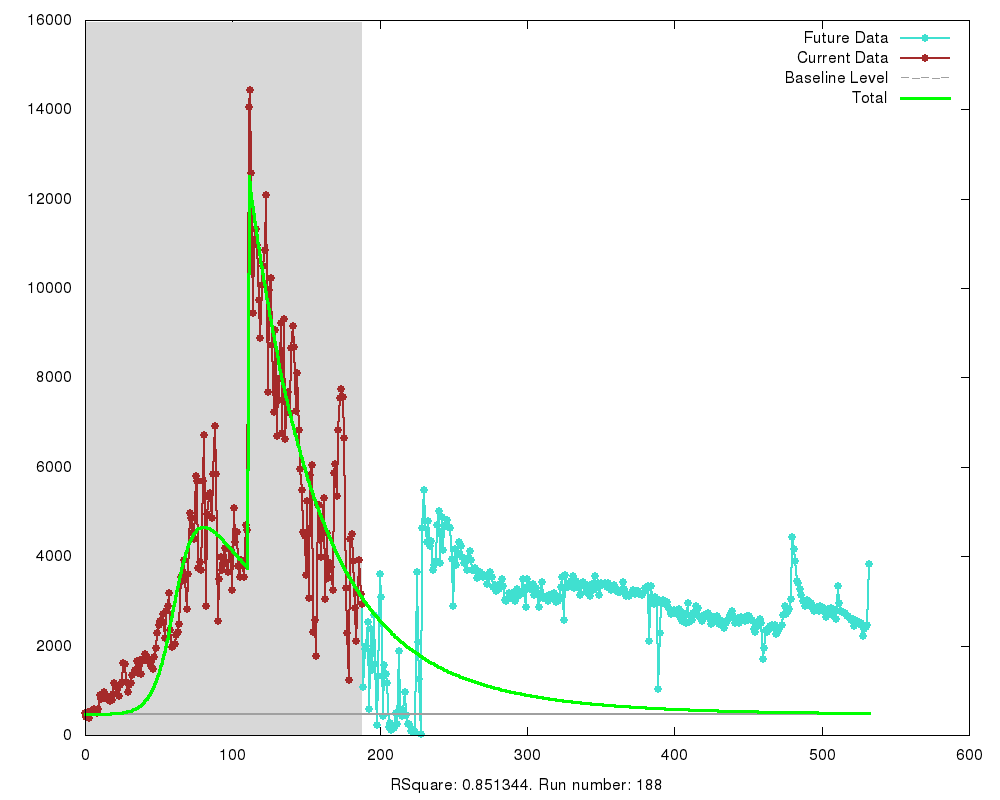 16000
14000
12000
10000
8000
6000
4000
2000
0
Future Data
Current Data
Baseline Level
Total
0 100 200 300 400 500 600
RSquare: 0.851344. Run number: 188